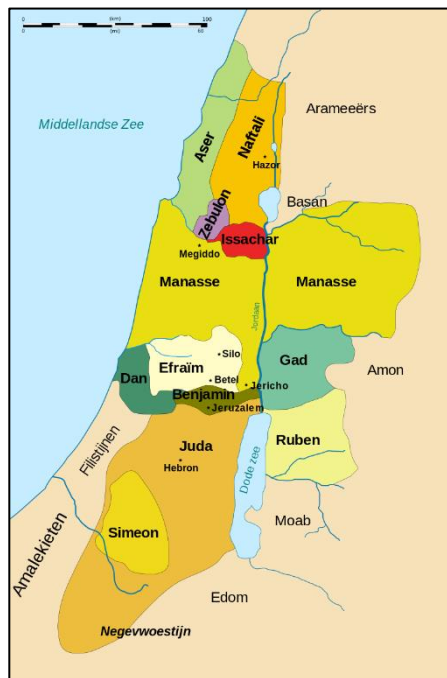 0 (km) 100
0 (mi) 60
Middellandse Zee
Arameeërs
Aser
Naftali
Hazor
Zebulon
Basan
Issachar
Megiddo
Manasse
Manasse
Jordaan
Silo
Efraïm
Gad
Dan
Betel
Jericho
Amon
Benjamin
Jeruzalem
Filistijnen
Juda
Ruben
Hebron
Dode zee
Amalekieten
Simeon
Moab
Edom
Negevwoestijn